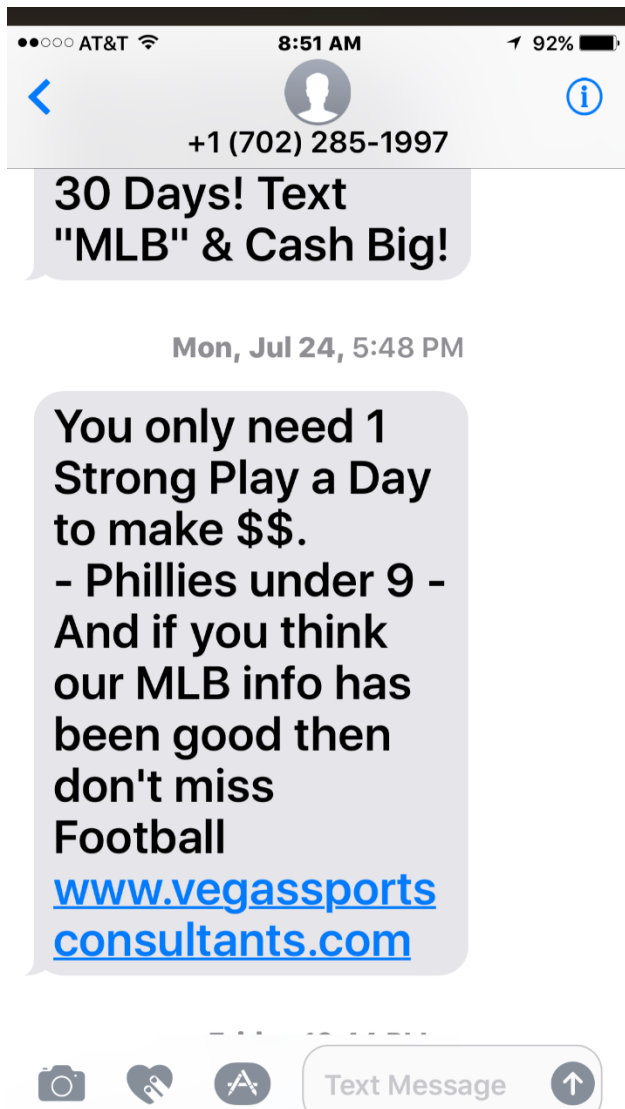 AT&T 8:51 AM 92%
+1 (702) 285-1997
30 Days! Text
"MLB" & Cash Big!
Mon, Jul 24, 5:48 PM
You only need 1
Strong Play a Day
to make $$.
- Phillies under 9 -
And if you think
our MLB info has
been good then
don't miss
Football
www.vegassports
consultants.com
Text Message